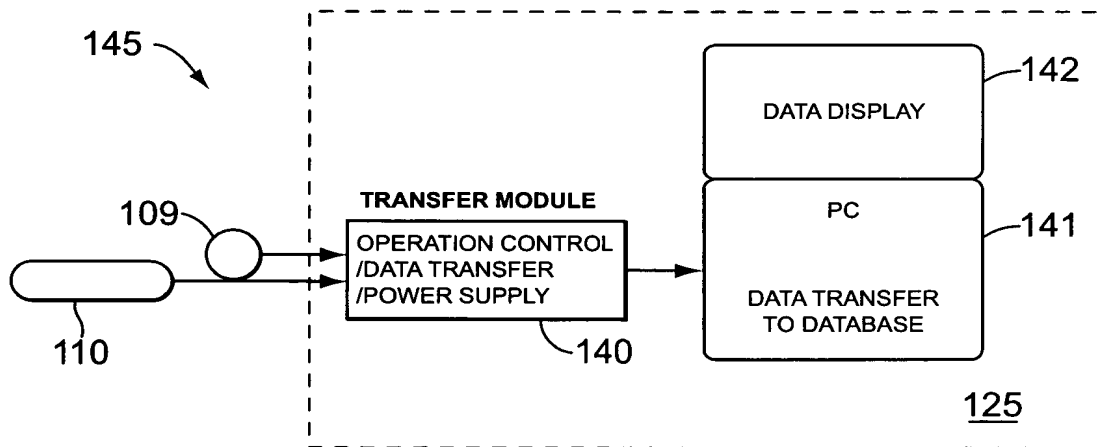 145
142
DATA DISPLAY
TRANSFER MODULE
109
OPERATION CONTROL
/DATA TRANSFER
/POWER SUPPLY
PC
141
DATA TRANSFER
TO DATABASE
110
140
125